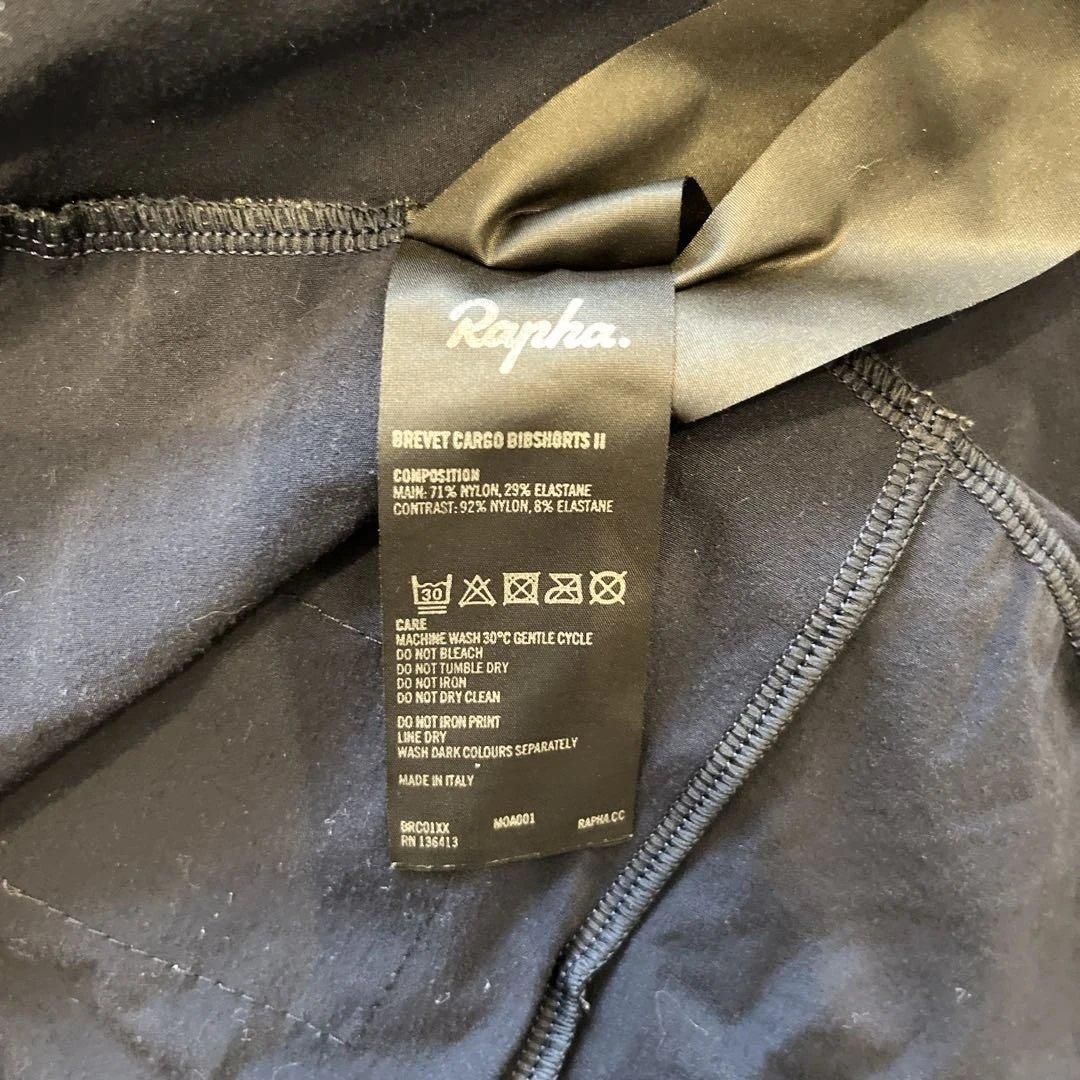 Rapha.
BREVET CARGO BIBSHORTS II
COMPOSITION
MAIN: 71% NYLON, 29% ELASTANE
CONTRAST: 92% NYLON, 8% ELASTANE
30
CARE
MACHINE WASH 30°C GENTLE CYCLE
DO NOT BLEACH
DO NOT TUMBLE DRY
DO NOT IRON
DO NOT DRY CLEAN
DO NOT IRON PRINT
LINE DRY
WASH DARK COLOURS SEPARATELY
MADE IN ITALY
BRC01XX MOA001 RAPHA.CC
RN 136413